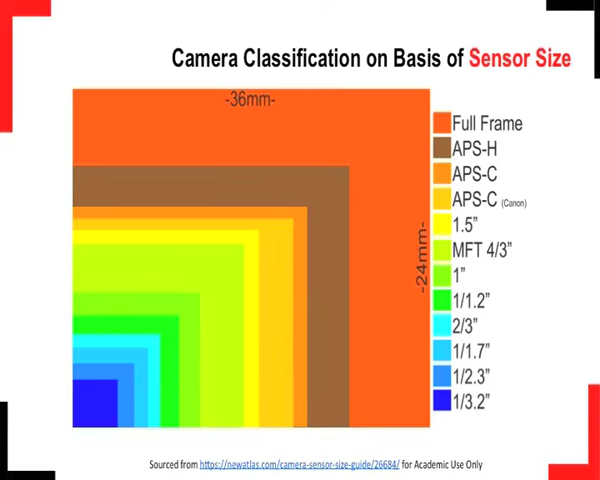 Camera Classification on Basis of Sensor Size
-36mm-
-24mm-
Full Frame
APS-H
APS-C
APS-C (Canon)
1.5”
MFT 4/3”
1”
1/1.2”
2/3”
1/1.7”
1/2.3”
1/3.2”
Sourced from https://newatlas.com/camera-sensor-size-guide/26684/ for Academic Use Only